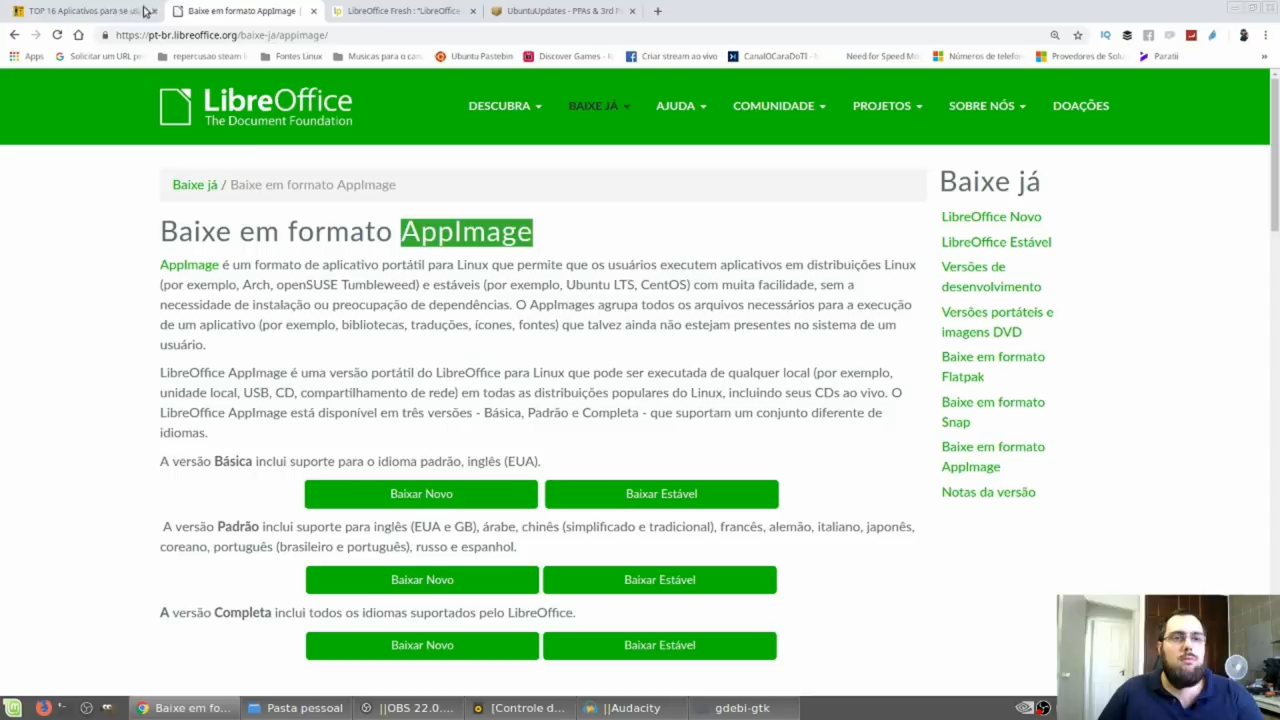 TOP 16 Aplicativos para se uti
Baixe em formato AppImage
LibreOffice Fresh : "LibreOffice
UbuntuUpdates - PPAs & 3rd P
https://pt-br.libreoffice.org/baixe-ja/appimage/
Apps
Solicitar um URL pe
repercusao steam
Fontes Linux
Musicas para o can
Ubuntu Pastebin
Discover Games - I
Criar stream ao vivo
CanalOCaraDoTI -
Need for Speed Mo
Números de telefon
Provedores de Solu
Paratii
»
LibreOffice
The Document Foundation
DESCUBRA
BAIXE JÁ
AJUDA
COMUNIDADE
PROJETOS
SOBRE NÓS
DOAÇÕES
Baixe já / Baixe em formato AppImage
Baixe em formato AppImage
AppImage é um formato de aplicativo portátil para Linux que permite que os usuários executem aplicativos em distribuições Linux
(por exemplo, Arch, openSUSE Tumbleweed) e estáveis (por exemplo, Ubuntu LTS, CentOS) com muita facilidade, sem a
necessidade de instalação ou preocupação de dependências. O AppImages agrupa todos os arquivos necessários para a execução
de um aplicativo (por exemplo, bibliotecas, traduções, ícones, fontes) que talvez ainda não estejam presentes no sistema de um
usuário.
LibreOffice AppImage é uma versão portátil do LibreOffice para Linux que pode ser executada de qualquer local (por exemplo,
unidade local, USB, CD, compartilhamento de rede) em todas as distribuições populares do Linux, incluindo seus CDs ao vivo. O
LibreOffice AppImage está disponível em três versões - Básica, Padrão e Completa - que suportam um conjunto diferente de
idiomas.
A versão Básica inclui suporte para o idioma padrão, inglês (EUA).
Baixar Novo
Baixar Estável
A versão Padrão inclui suporte para inglês (EUA e GB), árabe, chinês (simplificado e tradicional), francês, alemão, italiano, japonês,
coreano, português (brasileiro e português), russo e espanhol.
Baixar Novo
Baixar Estável
A versão Completa inclui todos os idiomas suportados pelo LibreOffice.
Baixar Novo
Baixar Estável
Baixe já
LibreOffice Novo
LibreOffice Estável
Versões de
desenvolvimento
Versões portáteis e
imagens DVD
Baixe em formato
Flatpak
Baixe em formato
Snap
Baixe em formato
AppImage
Notas da versão
Baixe em fo...
Pasta pessoal
||OBS 22.0....
[Controle d...
||Audacity
gdebi-gtk